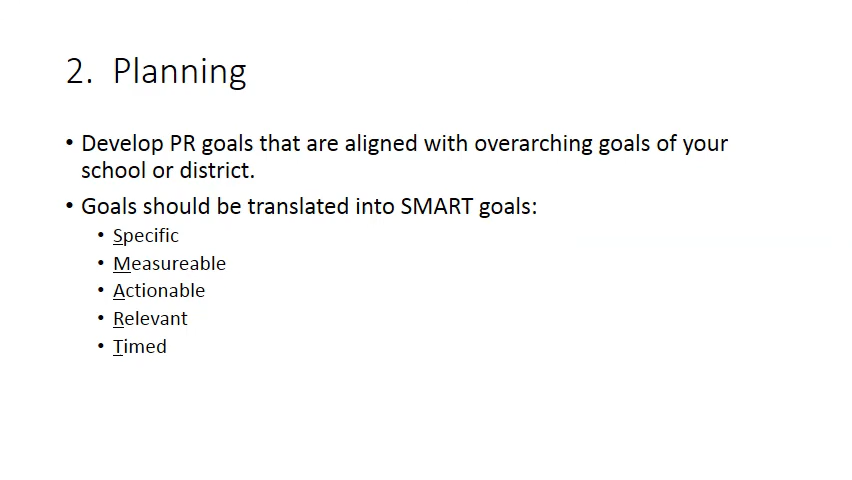 2. Planning
• Develop PR goals that are aligned with overarching goals of your
school or district.
• Goals should be translated into SMART goals:
• Specific
• Measureable
• Actionable
• Relevant
• Timed